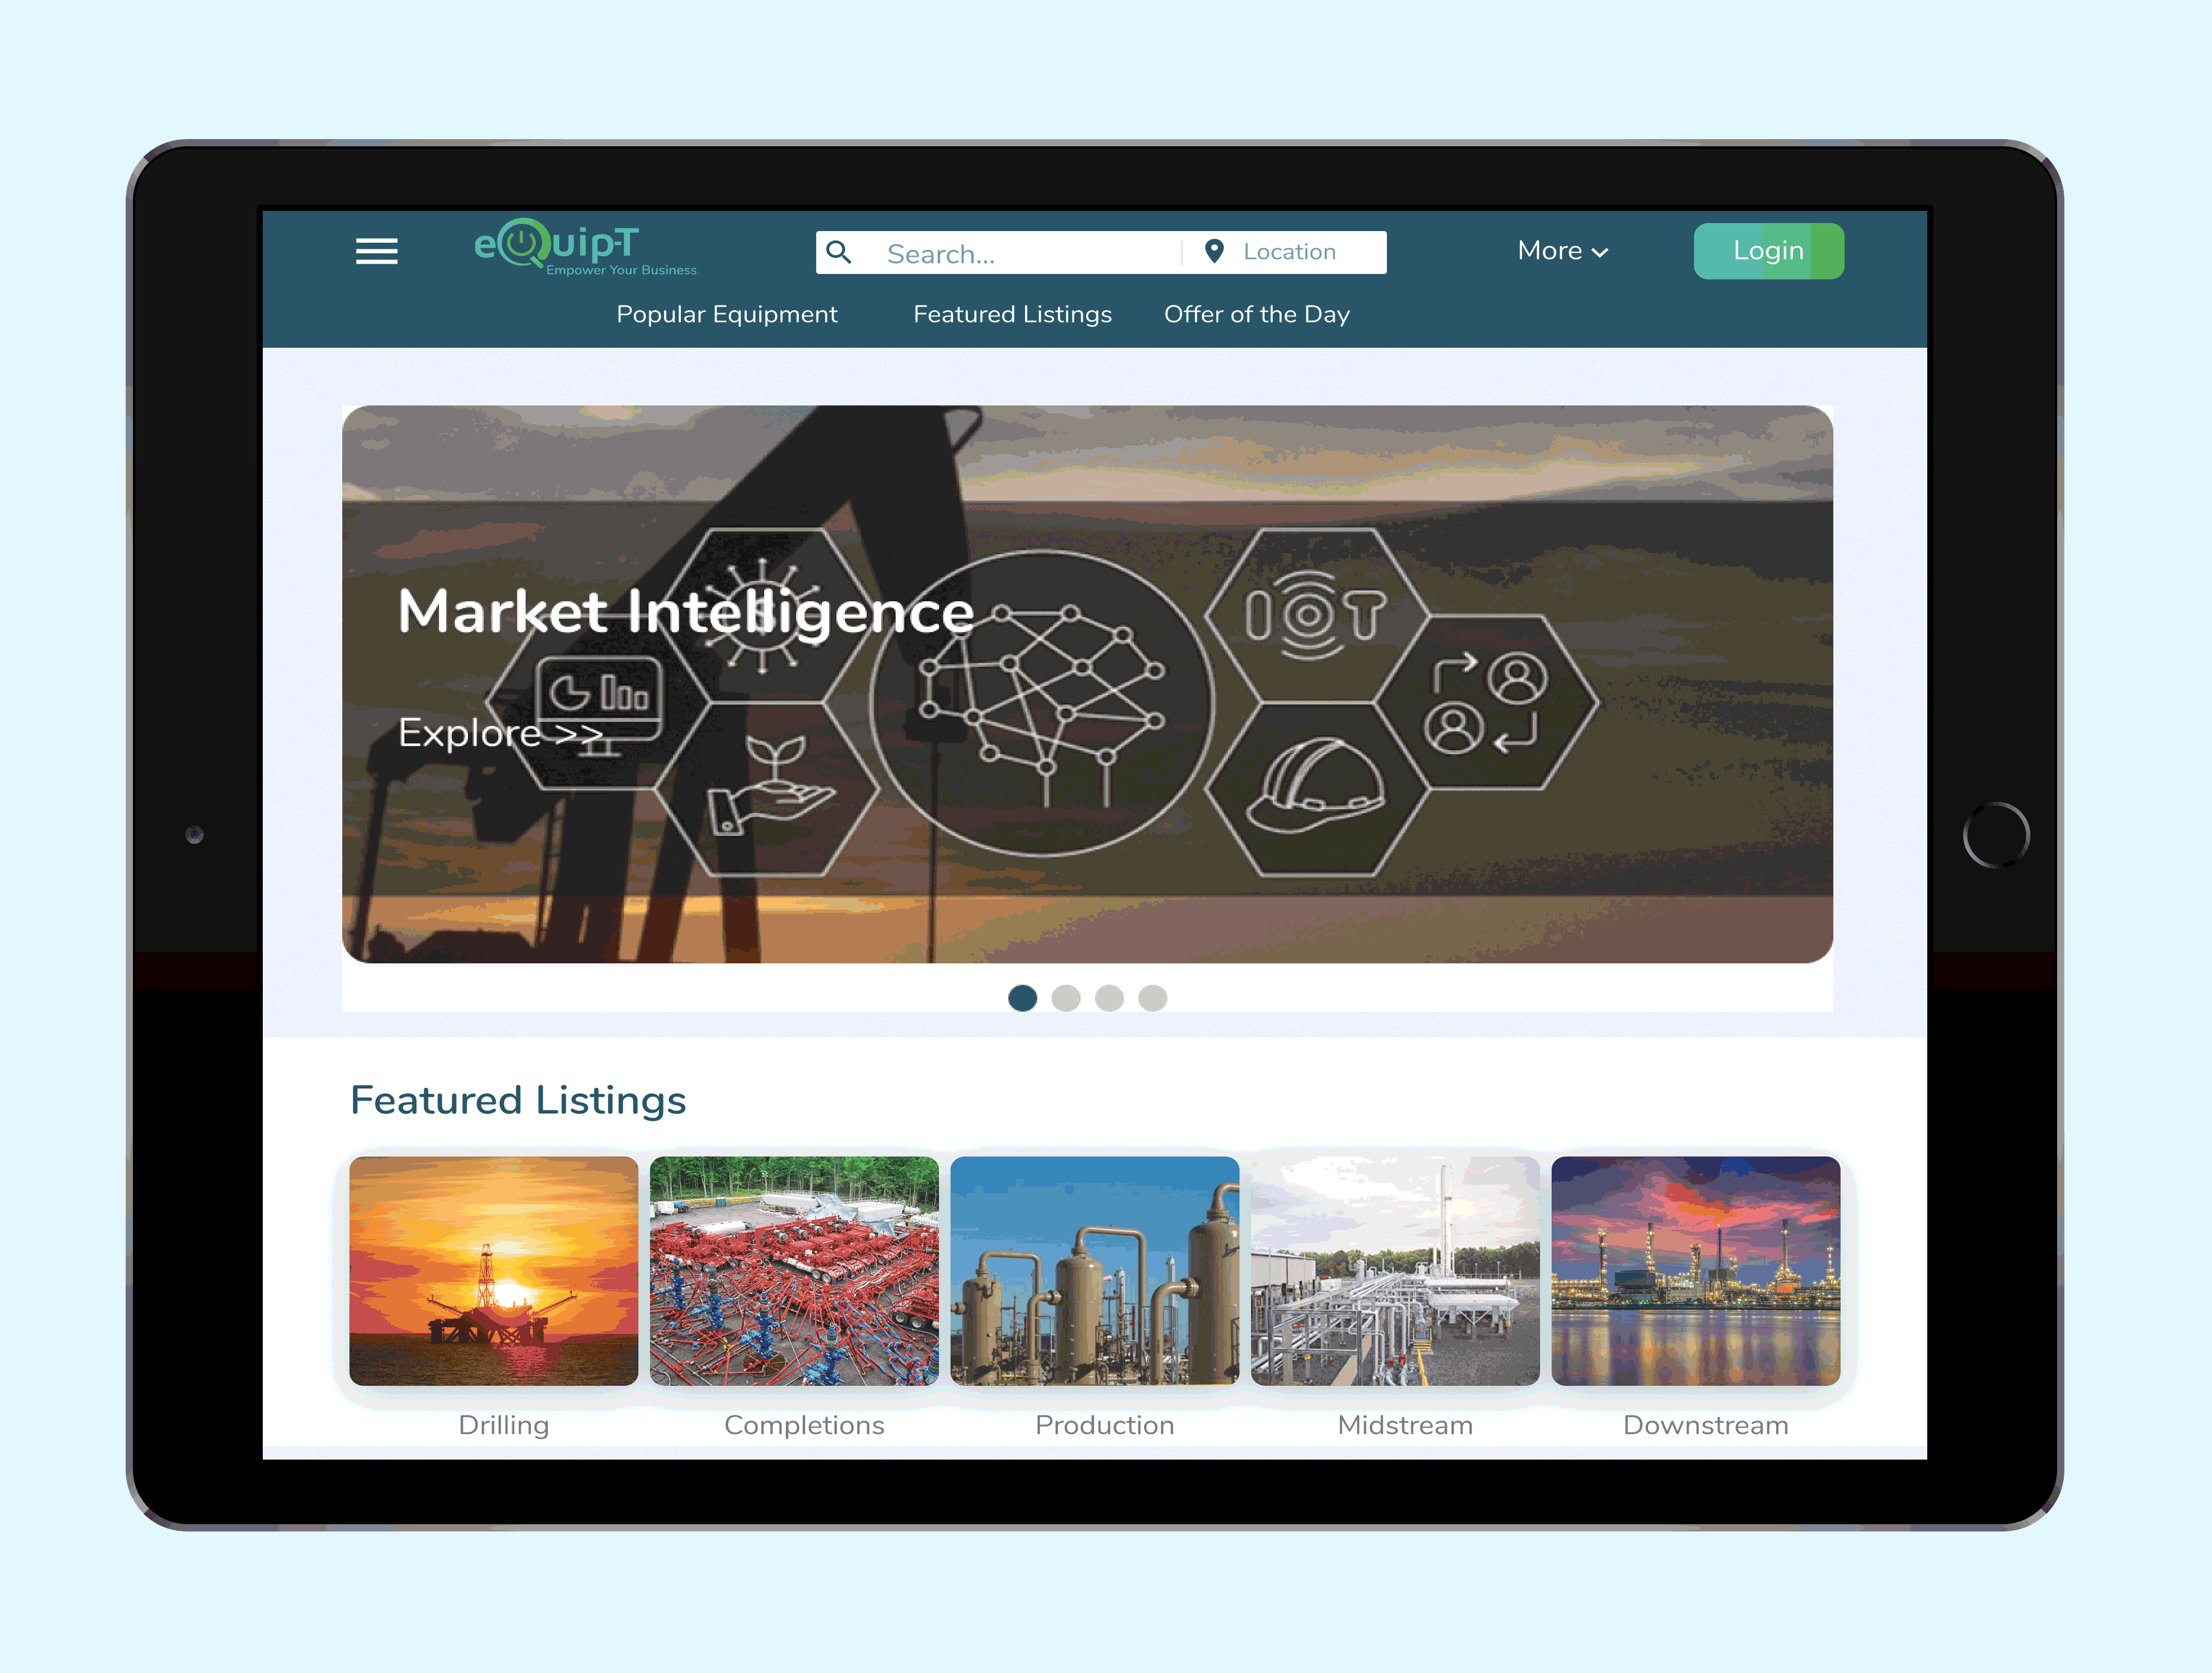 eQuip-T
Empower Your Business
Search...
Location
More
Login
Popular Equipment
Featured Listings
Offer of the Day
Market Intelligence
IOT
Explore >>
Featured Listings
Drilling
Completions
Production
Midstream
Downstream